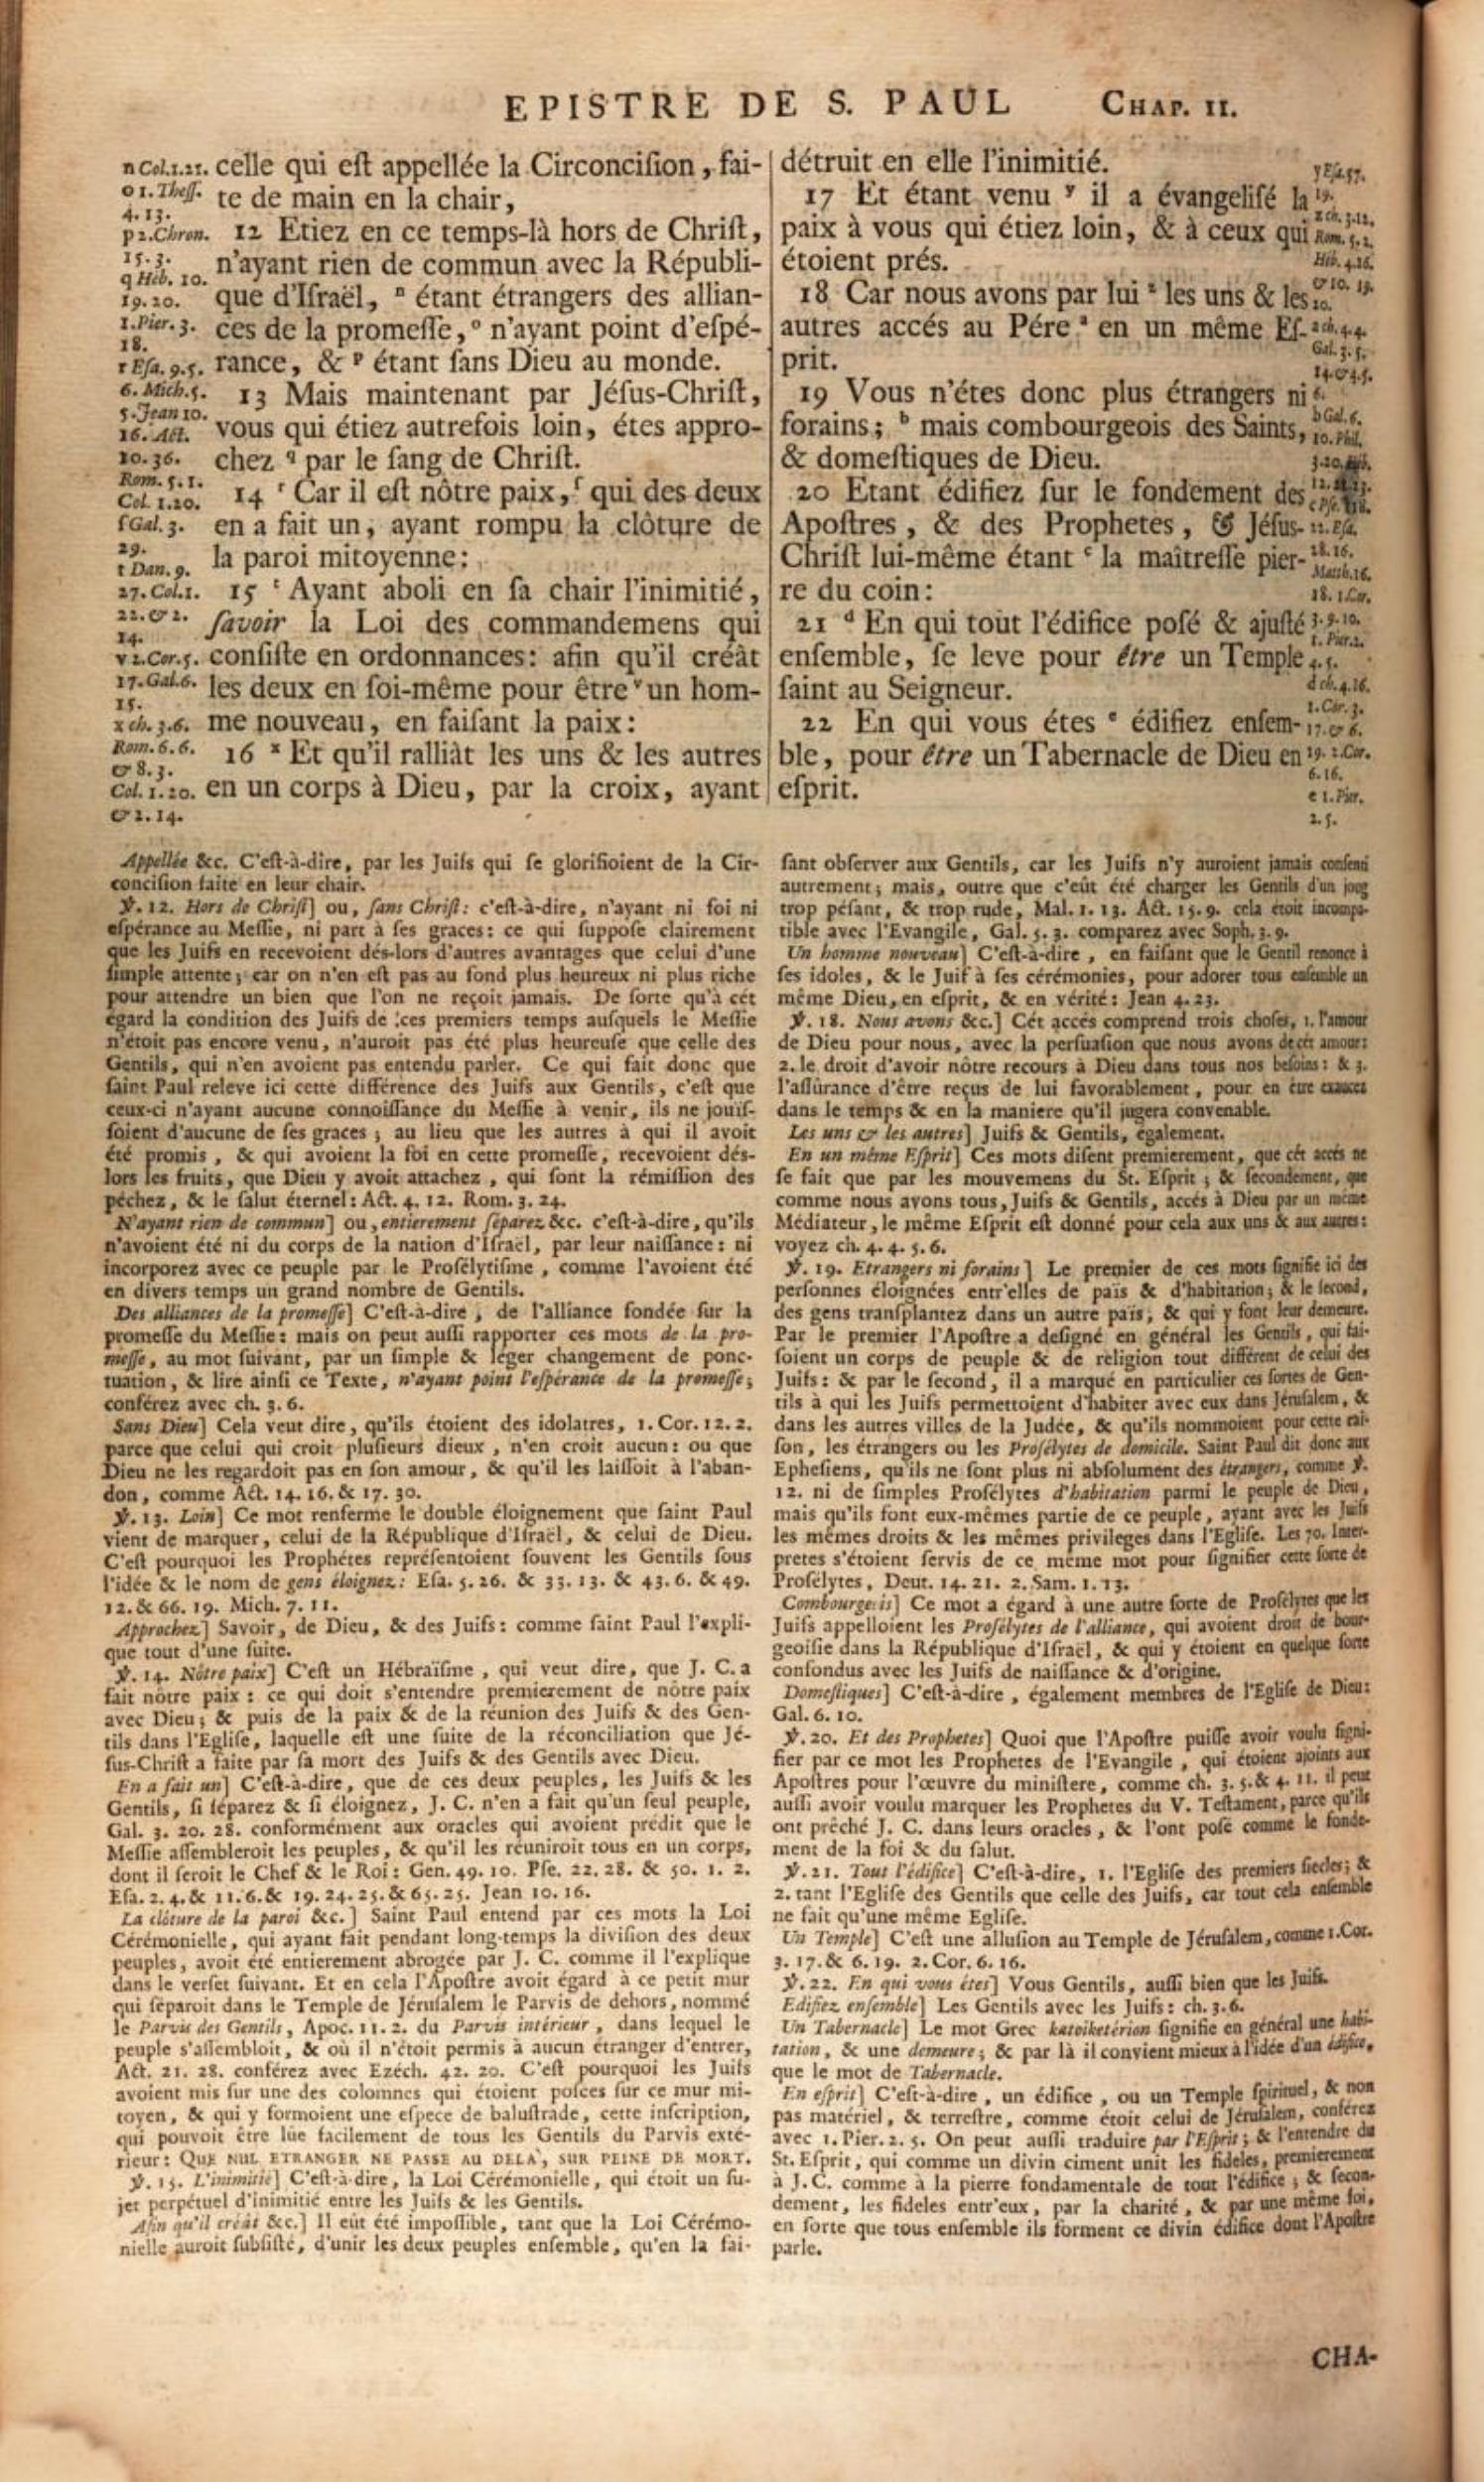 EPISTRE DE S. PAUL CHAP. II.
n Col. 1. 21.
o 1. Theſſ.
4. 13.
p 2. Chron.
15. 3.
q Héb. 10.
19. 20.
1. Pier. 3.
18.
r Eſa. 9. 5.
6. Mich. 5.
5. Jean 10.
16. Act.
10. 36.
Rom. 5. 1.
Col. 1. 20.
ſ Gal. 3.
29.
t Dan. 9.
27. Col. 1.
22. & 2.
14.
v 2. Cor. 5.
17. Gal. 6.
15.
x ch. 3. 6.
Rom. 6. 6.
& 8. 3.
Col. 1. 20.
& 2. 14.
celle qui eſt appellée la Circonciſion, fai-
te de main en la chair,
12 Etiez en ce temps-là hors de Chriſt,
n'ayant rien de commun avec la Républi-
que d'Iſraël, n étant étrangers des allian-
ces de la promeſſe, o n'ayant point d'eſpé-
rance, & p étant ſans Dieu au monde.
13 Mais maintenant par Jéſus-Chriſt,
vous qui étiez autrefois loin, étes appro-
chez q par le ſang de Chriſt.
14 r Car il eſt nôtre paix, ſ qui des deux
en a fait un, ayant rompu la clôture de
la paroi mitoyenne:
15 t Ayant aboli en ſa chair l'inimitié,
ſavoir la Loi des commandemens qui
conſiſte en ordonnances: afin qu'il créât
les deux en ſoi-même pour être v un hom-
me nouveau, en faiſant la paix:
16 x Et qu'il ralliât les uns & les autres
en un corps à Dieu, par la croix, ayant
détruit en elle l'inimitié.
17 Et étant venu y il a évangeliſé la
paix à vous qui étiez loin, & à ceux qui
étoient prés.
18 Car nous avons par lui z les uns & les
autres accés au Pére a en un même Eſ-
prit.
19 Vous n'étes donc plus étrangers ni
forains; b mais combourgeois des Saints,
& domeſtiques de Dieu.
20 Etant édifiez ſur le fondement des
Apoſtres, & des Prophetes, & Jéſus-
Chriſt lui-même étant c la maîtreſſe pier-
re du coin:
21 d En qui tout l'édifice poſé & ajuſté
enſemble, ſe leve pour être un Temple
ſaint au Seigneur.
22 En qui vous étes e édifiez enſem-
ble, pour être un Tabernacle de Dieu en
eſprit.
y Eſa. 57.
19.
z ch. 3. 12.
Rom. 5. 2.
Héb. 4. 16.
& 10. 19.
20.
a ch. 4. 4.
Gal. 3. 5.
14. & 4. 5.
6.
b Gal. 6.
10. Phil.
3. 20.
11. Eſa.
28. 16.
Matth. 16.
18. 1. Cor.
3. 9. 10.
1. Pier. 2.
4. 5.
d ch. 4. 16.
1. Cor. 3.
17. & 6.
19. 2. Cor.
6. 16.
e 1. Pier.
2. 5.
Appellée &c. C'eſt-à-dire, par les Juifs qui ſe glorifioient de la Cir-
conciſion faite en leur chair.
℣. 12. Hors de Chriſt] ou, ſans Chriſt: c'eſt-à-dire, n'ayant ni foi ni
eſpérance au Meſſie, ni part à ſes graces: ce qui ſuppoſe clairement
que les Juifs en recevoient dés-lors d'autres avantages que celui d'une
ſimple attente; car on n'en eſt pas au fond plus heureux ni plus riche
pour attendre un bien que l'on ne reçoit jamais. De ſorte qu'à cét
égard la condition des Juifs de ces premiers temps auſquels le Meſſie
n'étoit pas encore venu, n'auroit pas été plus heureuſe que celle des
Gentils, qui n'en avoient pas entendu parler. Ce qui fait donc que
ſaint Paul releve ici cette différence des Juifs aux Gentils, c'eſt que
ceux-ci n'ayant aucune connoiſſance du Meſſie à venir, ils ne jouïſ-
ſoient d'aucune de ſes graces; au lieu que les autres à qui il avoit
été promis, & qui avoient la foi en cette promeſſe, recevoient dés-
lors les fruits, que Dieu y avoit attachez, qui ſont la rémiſſion des
péchez, & le ſalut éternel: Act. 4. 12. Rom. 3. 24.
N'ayant rien de commun] ou, entierement ſéparez &c. c'eſt-à-dire, qu'ils
n'avoient été ni du corps de la nation d'Iſraël, par leur naiſſance: ni
incorporez avec ce peuple par le Proſélytiſme, comme l'avoient été
en divers temps un grand nombre de Gentils.
Des alliances de la promeſſe] C'eſt-à-dire, de l'alliance fondée ſur la
promeſſe du Meſſie: mais on peut auſſi rapporter ces mots de la pro-
meſſe, au mot ſuivant, par un ſimple & léger changement de ponc-
tuation, & lire ainſi ce Texte, n'ayant point l'eſpérance de la promeſſe;
conférez avec ch. 3. 6.
Sans Dieu] Cela veut dire, qu'ils étoient des idolatres, 1. Cor. 12. 2.
parce que celui qui croit pluſieurs dieux, n'en croit aucun: ou que
Dieu ne les regardoit pas en ſon amour, & qu'il les laiſſoit à l'aban-
don, comme Act. 14. 16. & 17. 30.
℣. 13. Loin] Ce mot renferme le double éloignement que ſaint Paul
vient de marquer, celui de la République d'Iſraël, & celui de Dieu.
C'eſt pourquoi les Prophétes repréſentoient ſouvent les Gentils ſous
l'idée & le nom de gens éloignez: Eſa. 5. 26. & 33. 13. & 43. 6. & 49.
12. & 66. 19. Mich. 7. 11.
Approchez] Savoir, de Dieu, & des Juifs: comme ſaint Paul l'expli-
que tout d'une ſuite.
℣. 14. Nôtre paix] C'eſt un Hébraïſme, qui veut dire, que J. C. a
fait nôtre paix: ce qui doit s'entendre premierement de nôtre paix
avec Dieu; & puis de la paix & de la réunion des Juifs & des Gen-
tils dans l'Egliſe, laquelle eſt une ſuite de la réconciliation que Jé-
ſus-Chriſt a faite par ſa mort des Juifs & des Gentils avec Dieu.
En a fait un] C'eſt-à-dire, que de ces deux peuples, les Juifs & les
Gentils, ſi ſéparez & ſi éloignez, J. C. n'en a fait qu'un ſeul peuple,
Gal. 3. 20. 28. conformément aux oracles qui avoient prédit que le
Meſſie aſſembleroit les peuples, & qu'il les réuniroit tous en un corps,
dont il ſeroit le Chef & le Roi: Gen. 49. 10. Pſe. 22. 28. & 50. 1. 2.
Eſa. 2. 4. & 11. 6. & 19. 24. 25. & 65. 25. Jean 10. 16.
La clôture de la paroi &c.] Saint Paul entend par ces mots la Loi
Cérémonielle, qui ayant fait pendant long-temps la diviſion des deux
peuples, avoit été entierement abrogée par J. C. comme il l'explique
dans le verſet ſuivant. Et en cela l'Apoſtre avoit égard à ce petit mur
qui ſéparoit dans le Temple de Jéruſalem le Parvis de dehors, nommé
le Parvis des Gentils, Apoc. 11. 2. du Parvis intérieur, dans lequel le
peuple s'aſſembloit, & où il n'étoit permis à aucun étranger d'entrer,
Act. 21. 28. conférez avec Ezéch. 42. 20. C'eſt pourquoi les Juifs
avoient mis ſur une des colomnes qui étoient poſées ſur ce mur mi-
toyen, & qui y formoient une eſpece de baluſtrade, cette inſcription,
qui pouvoit être lûe facilement de tous les Gentils du Parvis exté-
rieur: QUE NUL ETRANGER NE PASSE AU DELA', SUR PEINE DE MORT.
℣. 15. L'inimitié] C'eſt-à-dire, la Loi Cérémonielle, qui étoit un ſu-
jet perpétuel d'inimitié entre les Juifs & les Gentils.
Afin qu'il créât &c.] Il eût été impoſſible, tant que la Loi Cérémo-
nielle auroit ſubſiſté, d'unir les deux peuples enſemble, qu'en la fai-
ſant obſerver aux Gentils, car les Juifs n'y auroient jamais conſenti
autrement; mais, outre que c'eût été charger les Gentils d'un joug
trop péſant, & trop rude, Mal. 1. 13. Act. 15. 9. cela étoit incompa-
tible avec l'Evangile, Gal. 5. 3. comparez avec Soph. 3. 9.
Un homme nouveau] C'eſt-à-dire, en faiſant que le Gentil renonce à
ſes idoles, & le Juif à ſes cérémonies, pour adorer tous enſemble un
même Dieu, en eſprit, & en vérité: Jean 4. 23.
℣. 18. Nous avons &c.] Cét accés comprend trois choſes, 1. l'amour
de Dieu pour nous, avec la perſuaſion que nous avons de cét amour:
2. le droit d'avoir nôtre recours à Dieu dans tous nos beſoins: & 3.
l'aſſûrance d'être reçus de lui favorablement, pour en être exaucez
dans le temps & en la maniere qu'il jugera convenable.
Les uns & les autres] Juifs & Gentils, également.
En un même Eſprit] Ces mots diſent premierement, que cét accés ne
ſe fait que par les mouvemens du St. Eſprit; & ſecondement, que
comme nous avons tous, Juifs & Gentils, accés à Dieu par un même
Médiateur, le même Eſprit eſt donné pour cela aux uns & aux autres:
voyez ch. 4. 4. 5. 6.
℣. 19. Etrangers ni forains] Le premier de ces mots ſignifie ici des
perſonnes éloignées entr'elles de païs & d'habitation; & le ſecond,
des gens tranſplantez dans un autre païs, & qui y font leur demeure.
Par le premier l'Apoſtre a deſigné en général les Gentils, qui fai-
ſoient un corps de peuple & de religion tout différent de celui des
Juifs: & par le ſecond, il a marqué en particulier ces ſortes de Gen-
tils à qui les Juifs permettoient d'habiter avec eux dans Jéruſalem, &
dans les autres villes de la Judée, & qu'ils nommoient pour cette rai-
ſon, les étrangers ou les Proſélytes de domicile. Saint Paul dit donc aux
Epheſiens, qu'ils ne ſont plus ni abſolument des étrangers, comme ℣.
12. ni de ſimples Proſélytes d'habitation parmi le peuple de Dieu,
mais qu'ils font eux-mêmes partie de ce peuple, ayant avec les Juifs
les mêmes droits & les mêmes privileges dans l'Egliſe. Les 70. Inter-
pretes s'étoient ſervis de ce même mot pour ſignifier cette ſorte de
Proſélytes, Deut. 14. 21. 2. Sam. 1. 13.
Combourgeois] Ce mot a égard à une autre ſorte de Proſélytes que les
Juifs appelloient les Proſélytes de l'alliance, qui avoient droit de bour-
geoiſie dans la République d'Iſraël, & qui y étoient en quelque ſorte
confondus avec les Juifs de naiſſance & d'origine.
Domeſtiques] C'eſt-à-dire, également membres de l'Egliſe de Dieu:
Gal. 6. 10.
℣. 20. Et des Prophetes] Quoi que l'Apoſtre puiſſe avoir voulu ſigni-
fier par ce mot les Prophetes de l'Evangile, qui étoient ajoints aux
Apoſtres pour l'œuvre du miniſtere, comme ch. 3. 5. & 4. 11. il peut
auſſi avoir voulu marquer les Prophetes du V. Teſtament, parce qu'ils
ont prêché J. C. dans leurs oracles, & l'ont poſé comme le fonde-
ment de la foi & du ſalut.
℣. 21. Tout l'édifice] C'eſt-à-dire, 1. l'Egliſe des premiers ſiecles; &
2. tant l'Egliſe des Gentils que celle des Juifs, car tout cela enſemble
ne fait qu'une même Egliſe.
Un Temple] C'eſt une alluſion au Temple de Jéruſalem, comme 1. Cor.
3. 17. & 6. 19. 2. Cor. 6. 16.
℣. 22. En qui vous étes] Vous Gentils, auſſi bien que les Juifs.
Edifiez enſemble] Les Gentils avec les Juifs: ch. 3. 6.
Un Tabernacle] Le mot Grec katoiketérion ſignifie en général une habi-
tation, & une demeure; & par là il convient mieux à l'idée d'un édifice,
que le mot de Tabernacle.
En eſprit] C'eſt-à-dire, un édifice, ou un Temple ſpirituel, & non
pas matériel, & terreſtre, comme étoit celui de Jéruſalem, conférez
avec 1. Pier. 2. 5. On peut auſſi traduire par l'Eſprit; & l'entendre du
St. Eſprit, qui comme un divin ciment unit les fideles, premierement
à J. C. comme à la pierre fondamentale de tout l'édifice; & ſecon-
dement, les fideles entr'eux, par la charité, & par une même foi,
en ſorte que tous enſemble ils forment ce divin édifice dont l'Apoſtre
parle.
CHA-